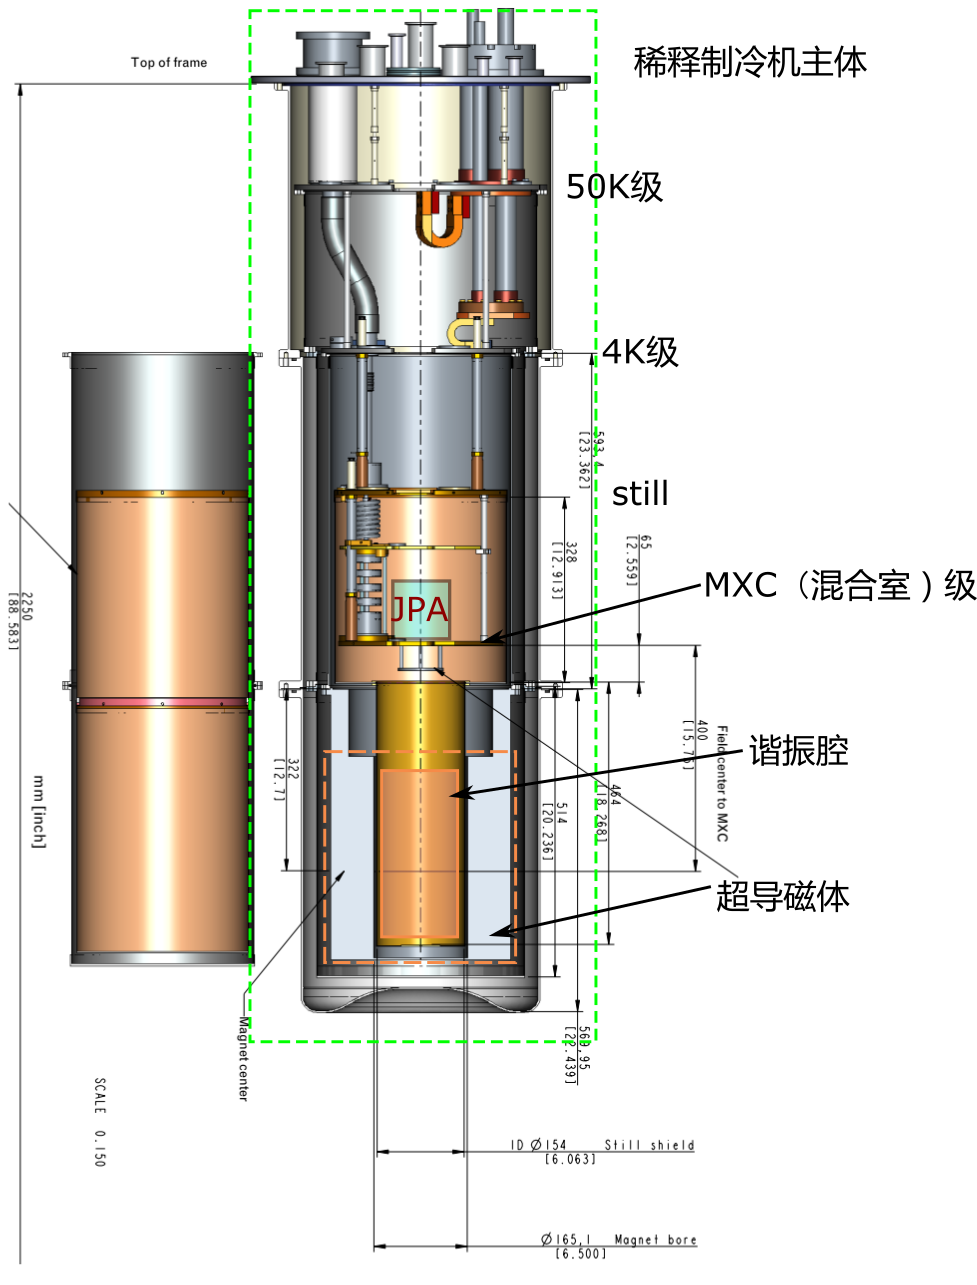 稀释制冷机主体
Top of frame
50K级
4K级
593.4
[23.362]
still
328
[12.913]
65
[2.559]
MXC（混合室）级
JPA
2250
[88.583]
400
[15.75]
Field center to MXC
谐振腔
322
[12.7]
464
[18.268]
514
[20.236]
mm [inch]
超导磁体
Magnet center
569.95
[22.439]
SCALE 0.150
ID Ø154 Still shield
[6.063]
Ø165,1 Magnet bore
[6.500]